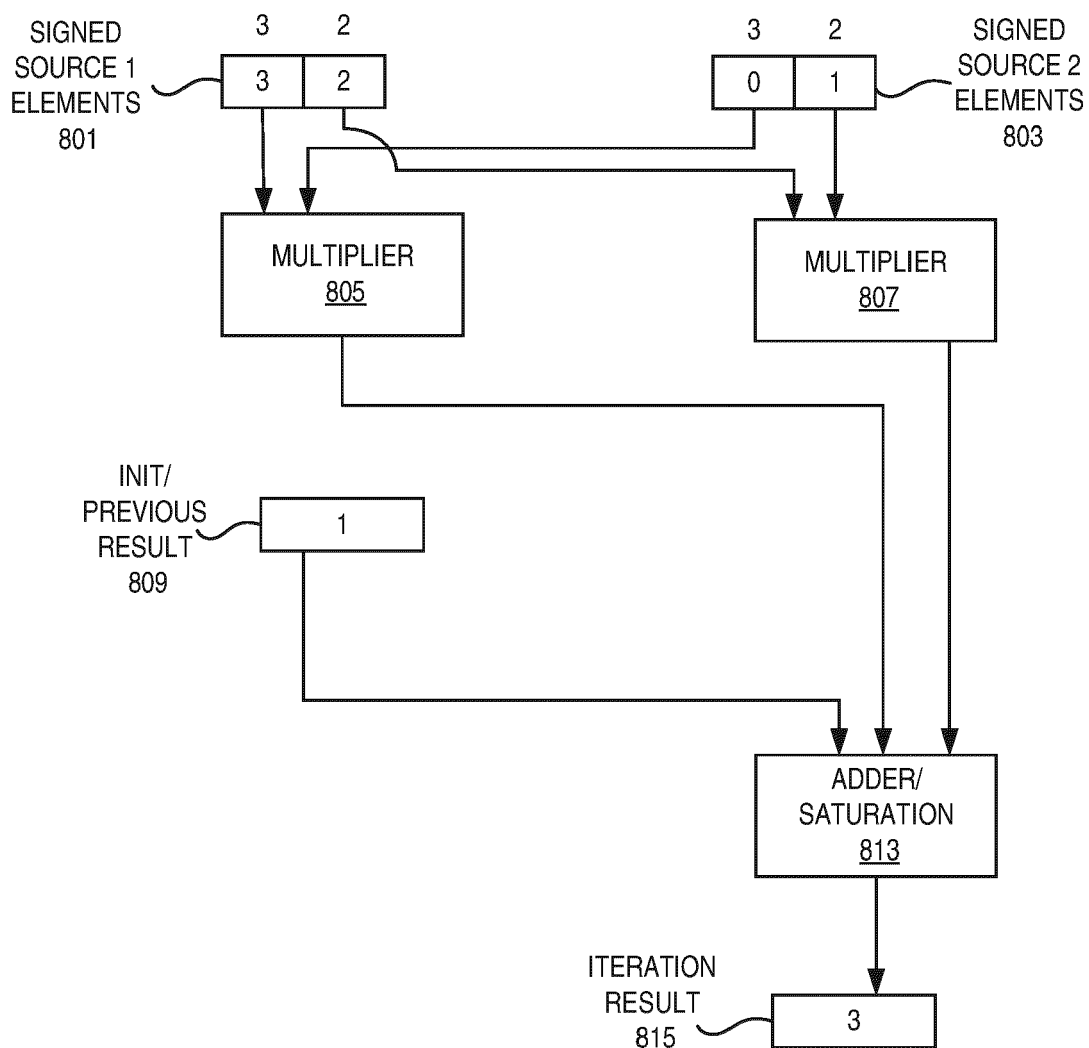 SIGNED
SOURCE 1
ELEMENTS
801
3 2
3 2
3 2
0 1
SIGNED
SOURCE 2
ELEMENTS
803
MULTIPLIER
805
MULTIPLIER
807
INIT/
PREVIOUS
RESULT
809
1
ADDER/
SATURATION
813
ITERATION
RESULT
815
3